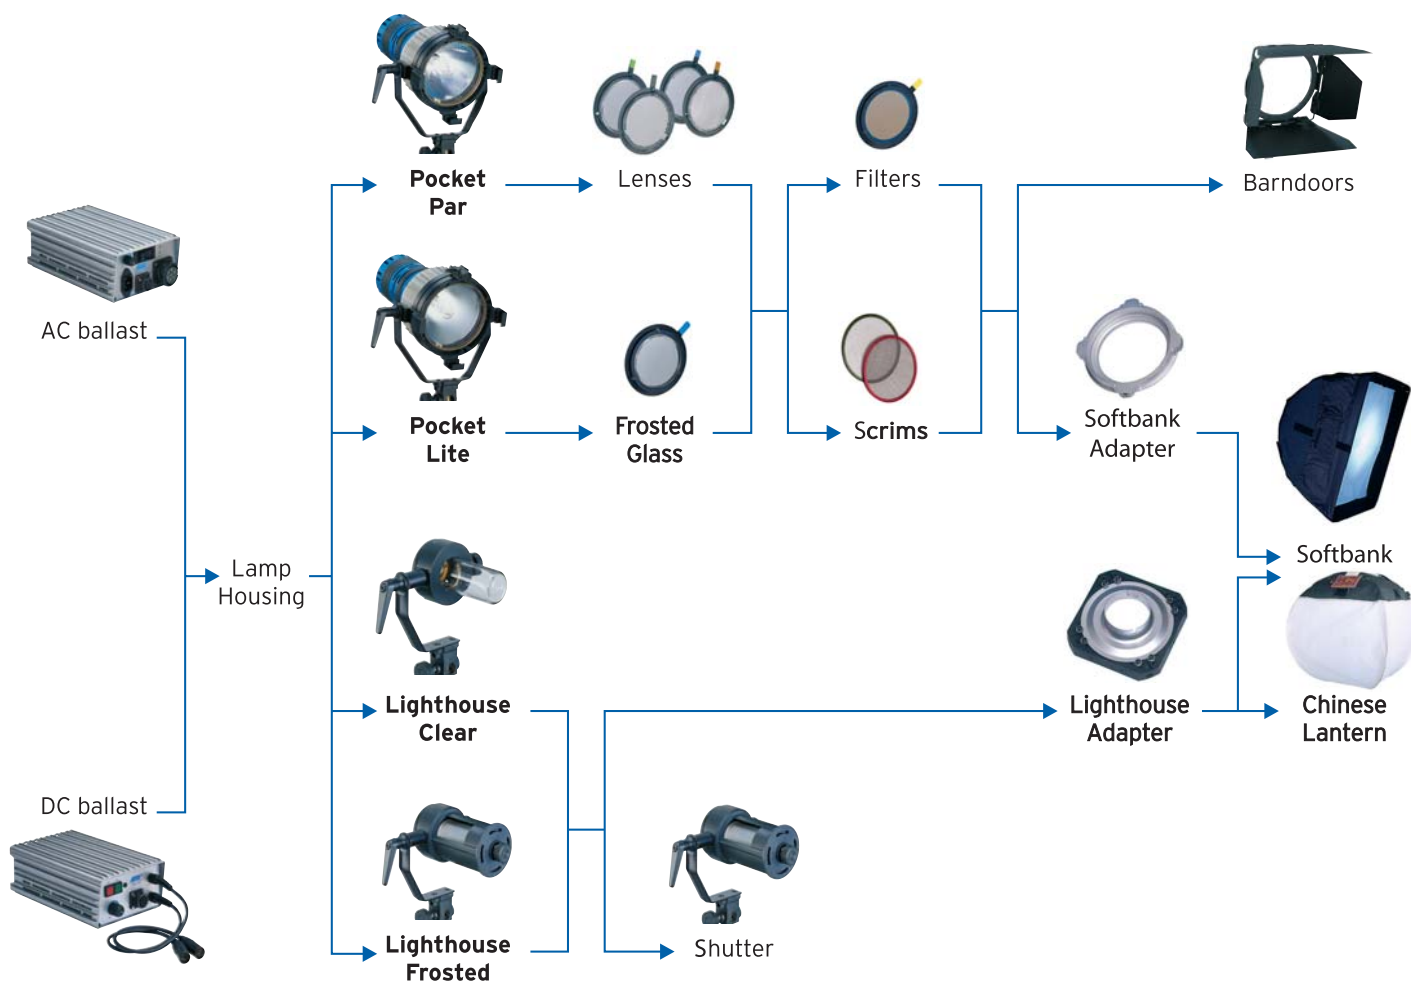 Pocket
Par
Lenses
Filters
Barndoors
AC ballast
Pocket
Lite
Frosted
Glass
Scrims
Softbank
Adapter
Softbank
Lamp
Housing
Lighthouse
Clear
Lighthouse
Adapter
Chinese
Lantern
DC ballast
Lighthouse
Frosted
Shutter